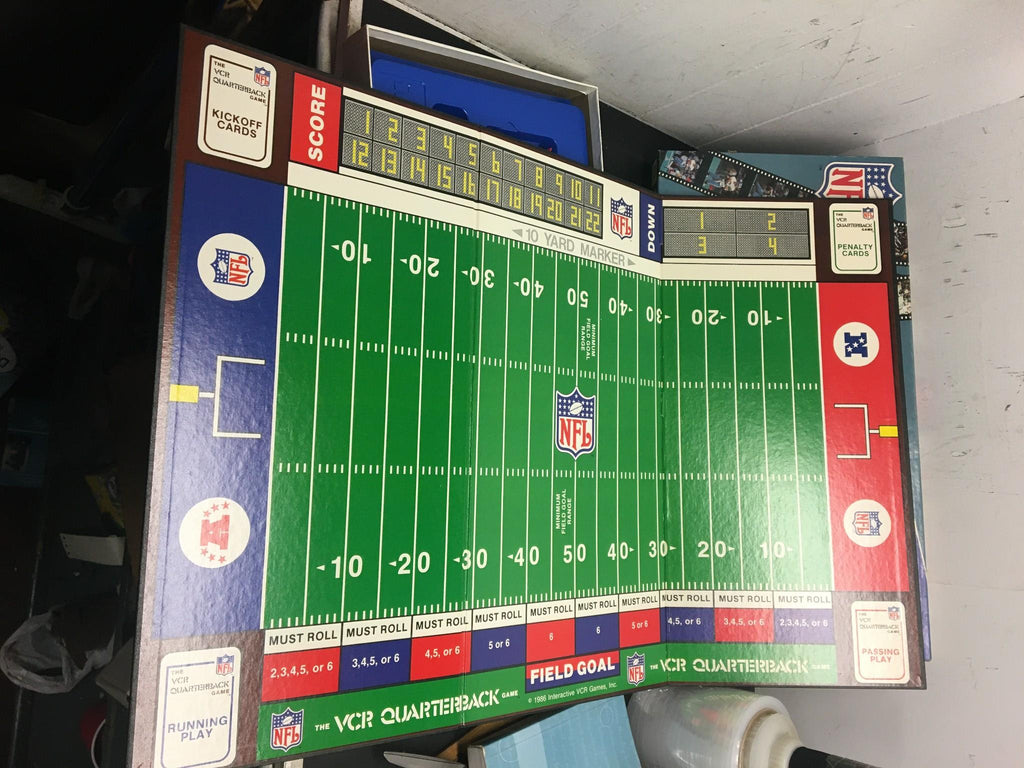 THE
VCR
QUARTERBACK
GAME
NFL
KICKOFF
CARDS
SCORE
1 2 3 4 5 6 7 8 9 10 11
12 13 14 15 16 17 18 19 20 21 22
NFL
DOWN
1 2
3 4
THE
VCR
QUARTERBACK
GAME
PENALTY
CARDS
◄10 YARD MARKER►
10 20 30 40 50 40 30 20 10
MINIMUM
FIELD GOAL
RANGE
NFL
NFL
N
NFL
A
NFL
MINIMUM
FIELD GOAL
RANGE
10 20 30 40 50 40 30 20 10
MUST ROLL MUST ROLL MUST ROLL MUST ROLL MUST ROLL MUST ROLL MUST ROLL MUST ROLL MUST ROLL MUST ROLL
2,3,4,5, or 6 3,4,5, or 6 4,5, or 6 5 or 6 6 6 5 or 6 4,5, or 6 3,4,5, or 6 2,3,4,5, or 6
FIELD GOAL
NFL THE VCR QUARTERBACK GAME
© 1986 Interactive VCR Games, Inc.
NFL THE VCR QUARTERBACK GAME
THE
VCR
QUARTERBACK
GAME
NFL
RUNNING
PLAY
THE
VCR
QUARTERBACK
GAME
PASSING
PLAY